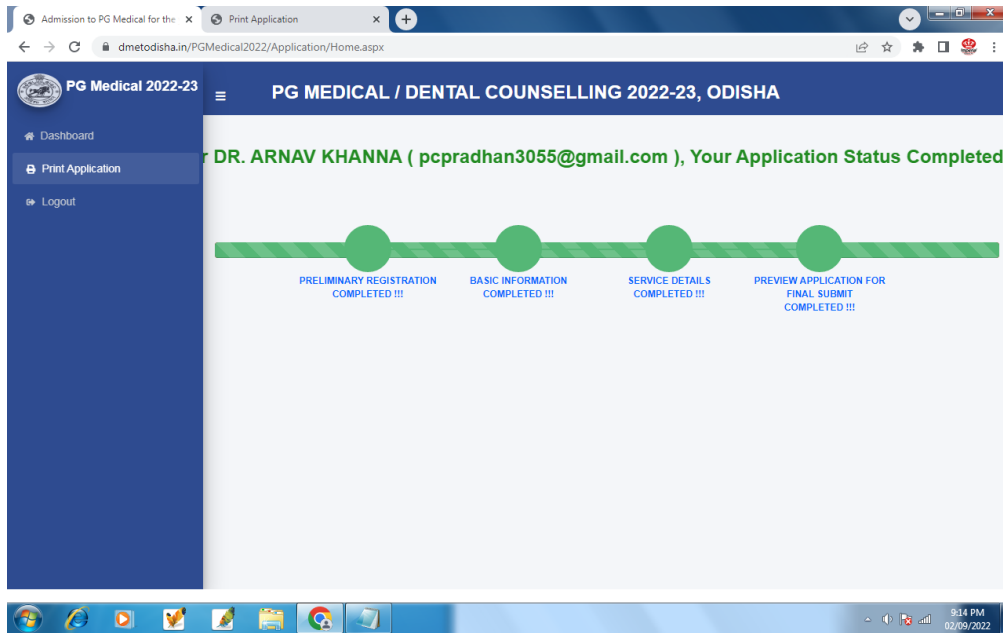 Admission to PG Medical for the
Print Application
dmetodisha.in/PGMedical2022/Application/Home.aspx
PG Medical 2022-23
PG MEDICAL / DENTAL COUNSELLING 2022-23, ODISHA
Dashboard
r DR. ARNAV KHANNA ( pcpradhan3055@gmail.com ), Your Application Status Completed
Print Application
Logout
PRELIMINARY REGISTRATION
COMPLETED !!!
BASIC INFORMATION
COMPLETED !!!
SERVICE DETAILS
COMPLETED !!!
PREVIEW APPLICATION FOR
FINAL SUBMIT
COMPLETED !!!
9:14 PM
02/09/2022